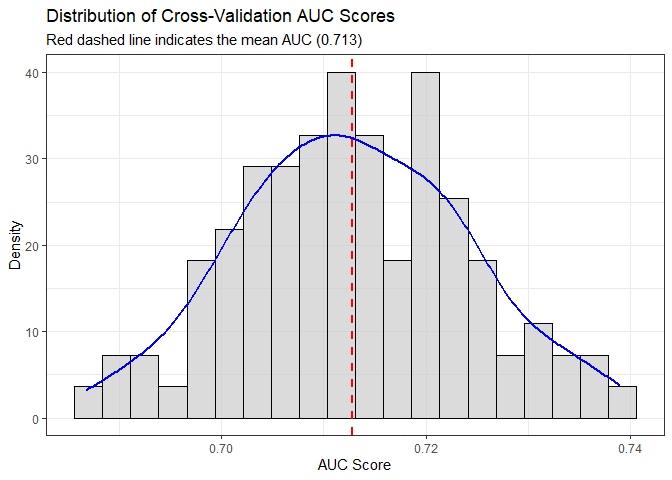 Distribution of Cross-Validation AUC Scores
Red dashed line indicates the mean AUC (0.713)
40
30
20
10
0
Density
0.70
0.72
0.74
AUC Score